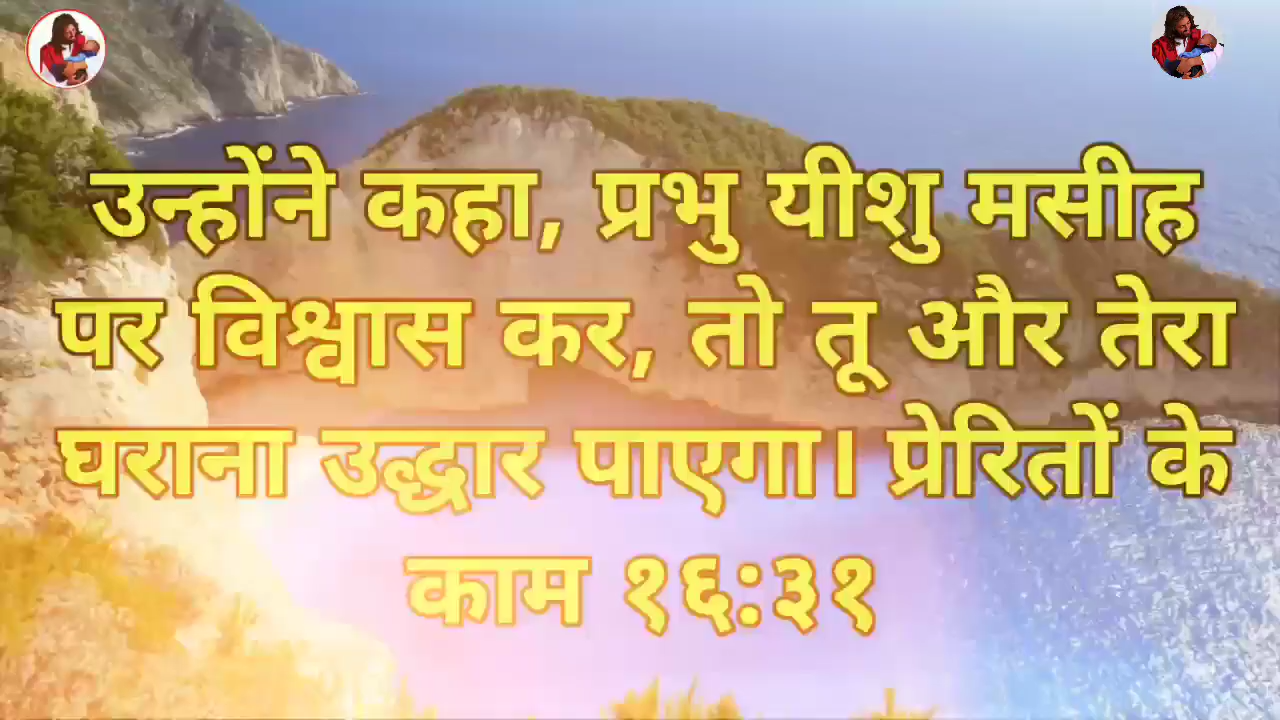 उन्होंने कहा, प्रभु यीशु मसीह
पर विश्वास कर, तो तू और तेरा
घराना उद्धार पाएगा। प्रेरितों के
काम १६:३१